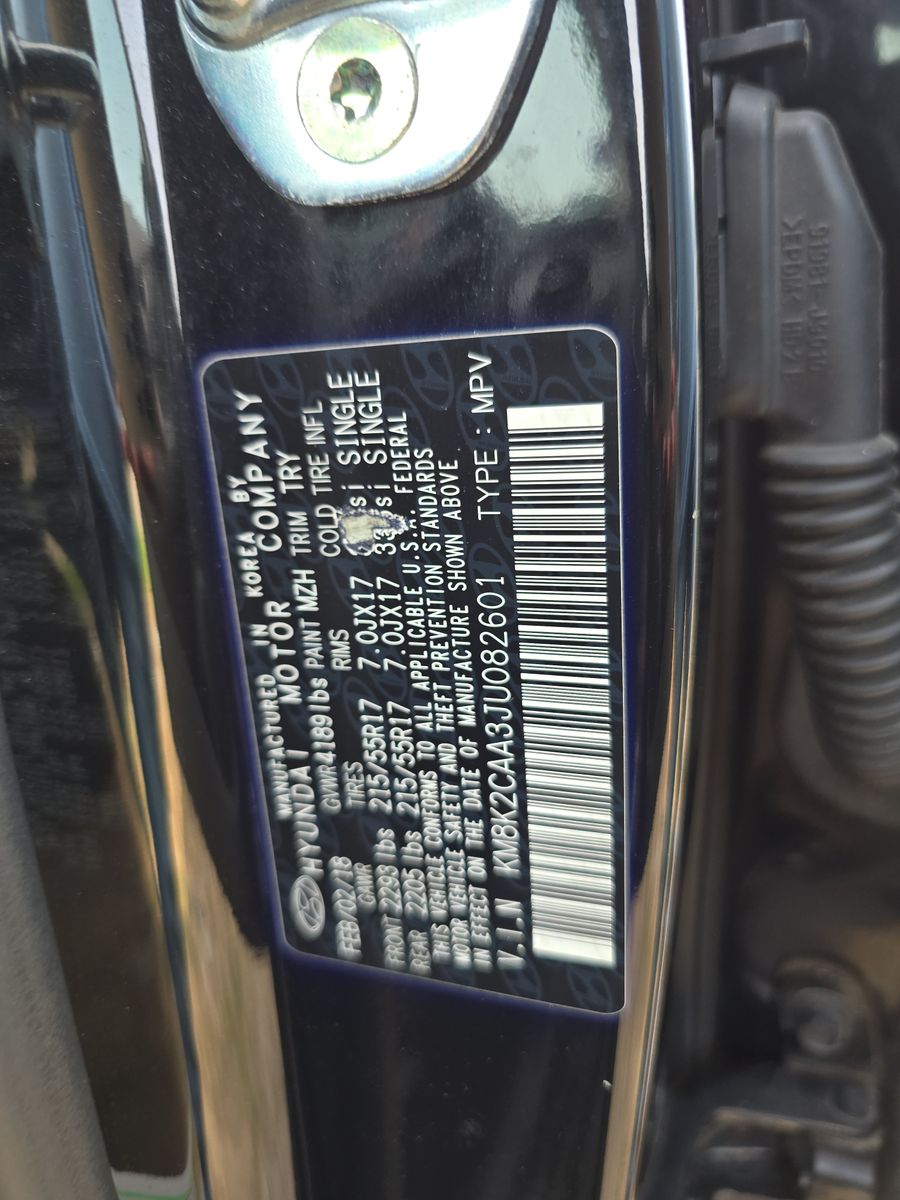 MANUFACTURED IN KOREA BY
HYUNDAI MOTOR COMPANY
FEB/02/18 GVWR 4189lbs PAINT MZH TRIM TRY
GAWR TIRES RIMS COLD TIRE INFL
FRONT 2293 lbs 215/55R17 7.0JX17 si SINGLE
REAR 2205 lbs 215/55R17 7.0JX17 33 si SINGLE
THIS VEHICLE CONFORMS TO ALL APPLICABLE U.S.A. FEDERAL
MOTOR VEHICLE SAFETY AND THEFT PREVENTION STANDARDS
IN EFFECT ON THE DATE OF MANUFACTURE SHOWN ABOVE
V.I.N KM8K2CAA3JU082601 TYPE : MPV